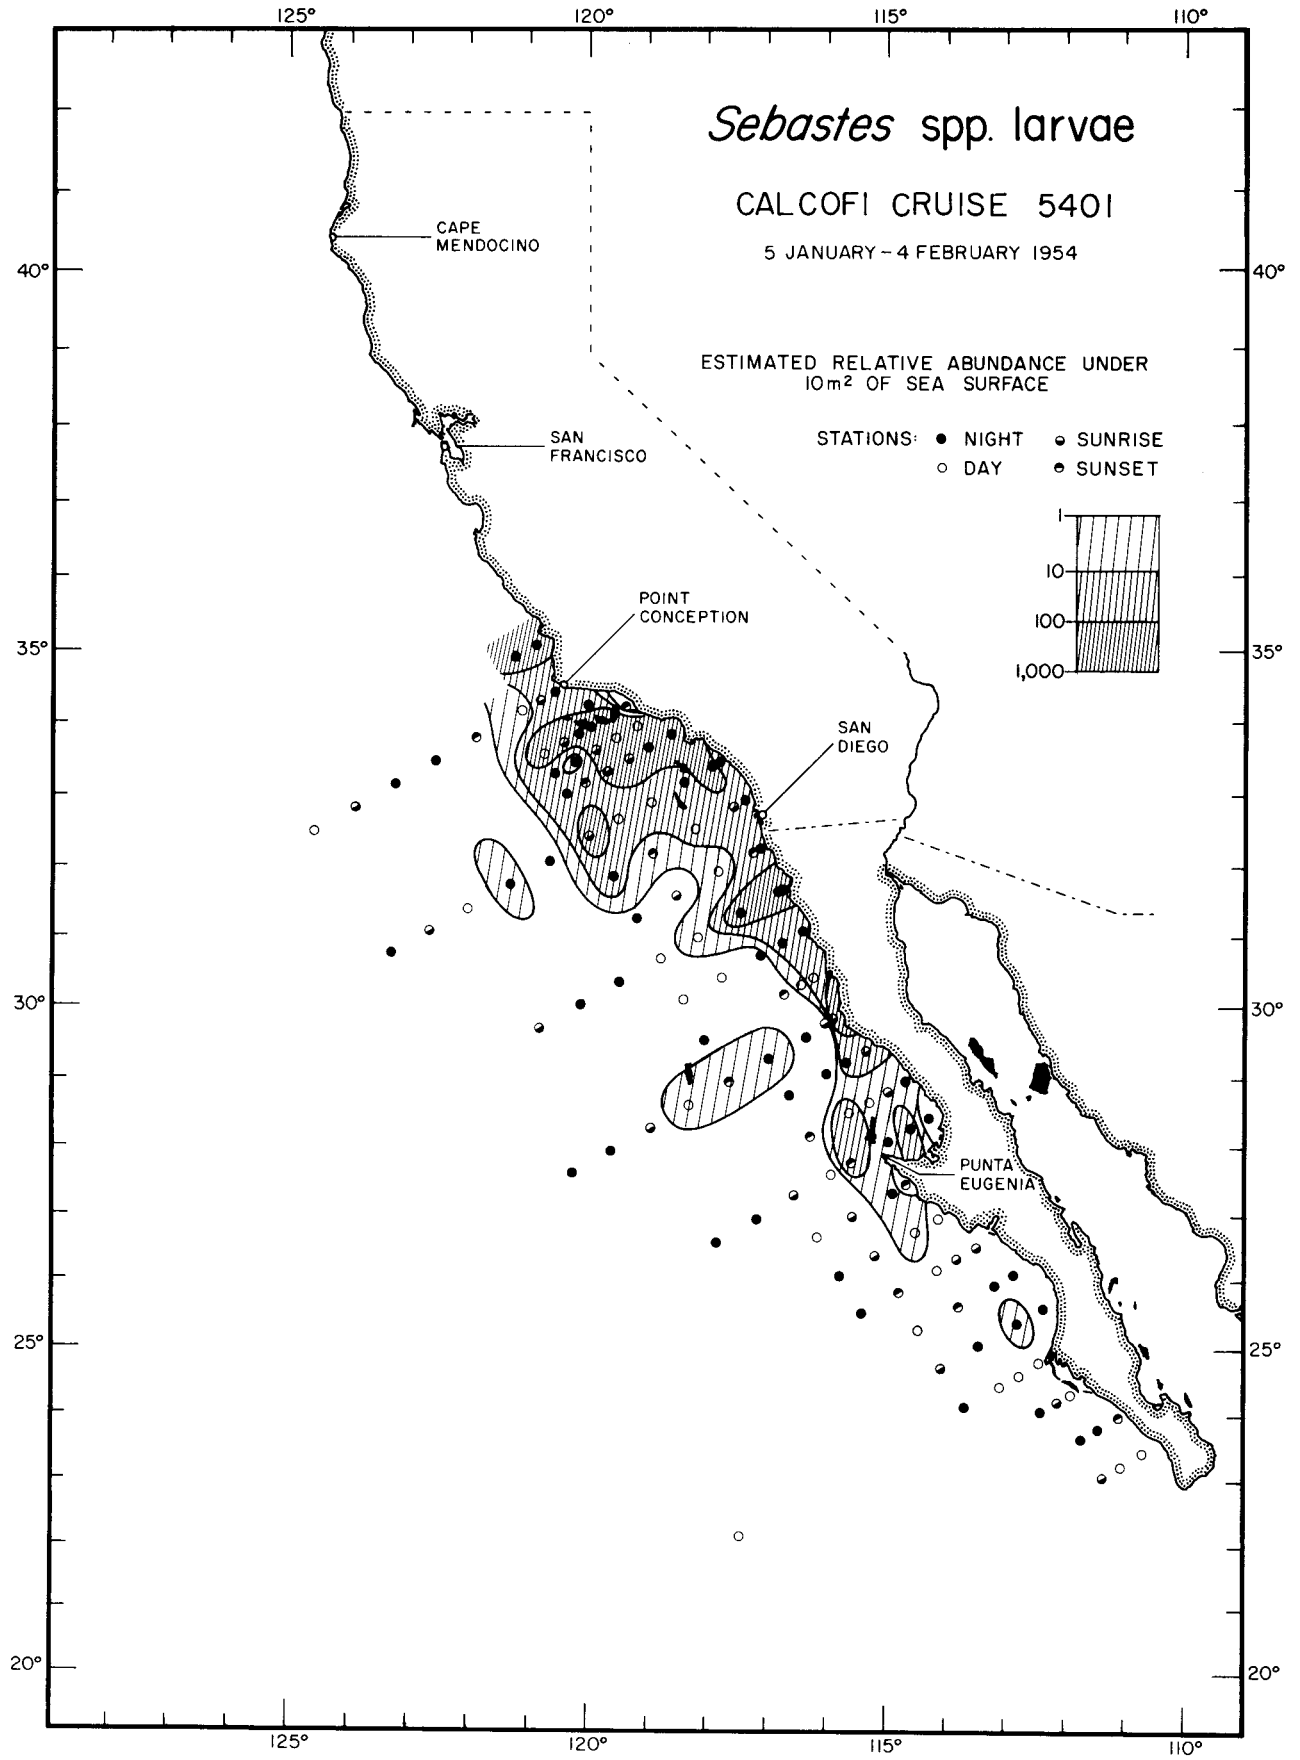 125° 120° 115° 110°
Sebastes spp. larvae
CALCOFI CRUISE 5401
5 JANUARY – 4 FEBRUARY 1954
CAPE
MENDOCINO
40° 40°
ESTIMATED RELATIVE ABUNDANCE UNDER
10m² OF SEA SURFACE
STATIONS: ● NIGHT ◒ SUNRISE
○ DAY ◓ SUNSET
SAN
FRANCISCO
1
10
100
1,000
POINT
CONCEPTION
35° 35°
SAN
DIEGO
30° 30°
PUNTA
EUGENIA
25° 25°
20° 20°
125° 120° 115° 110°